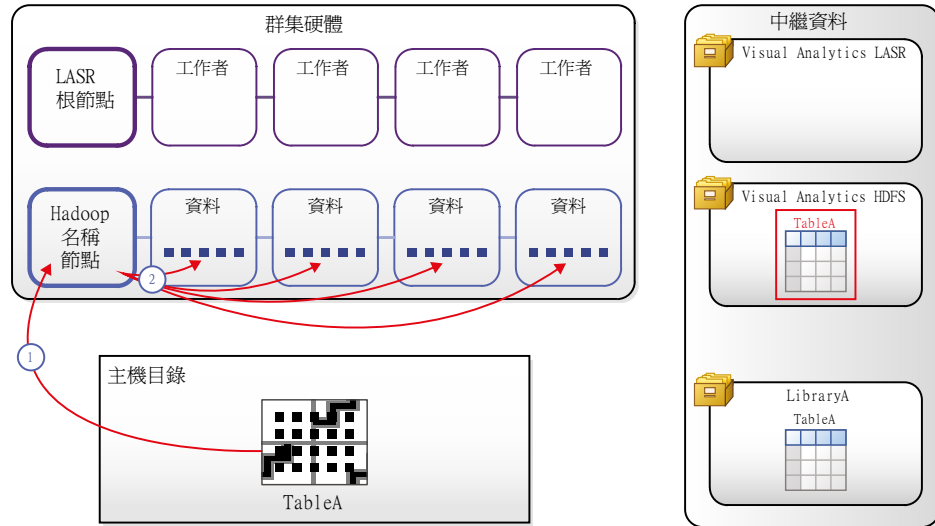 群集硬體
LASR
根節點
工作者
工作者
工作者
工作者
Hadoop
名稱
節點
資料
資料
資料
資料
2
1
主機目錄
TableA
中繼資料
Visual Analytics LASR
Visual Analytics HDFS
TableA
LibraryA
TableA